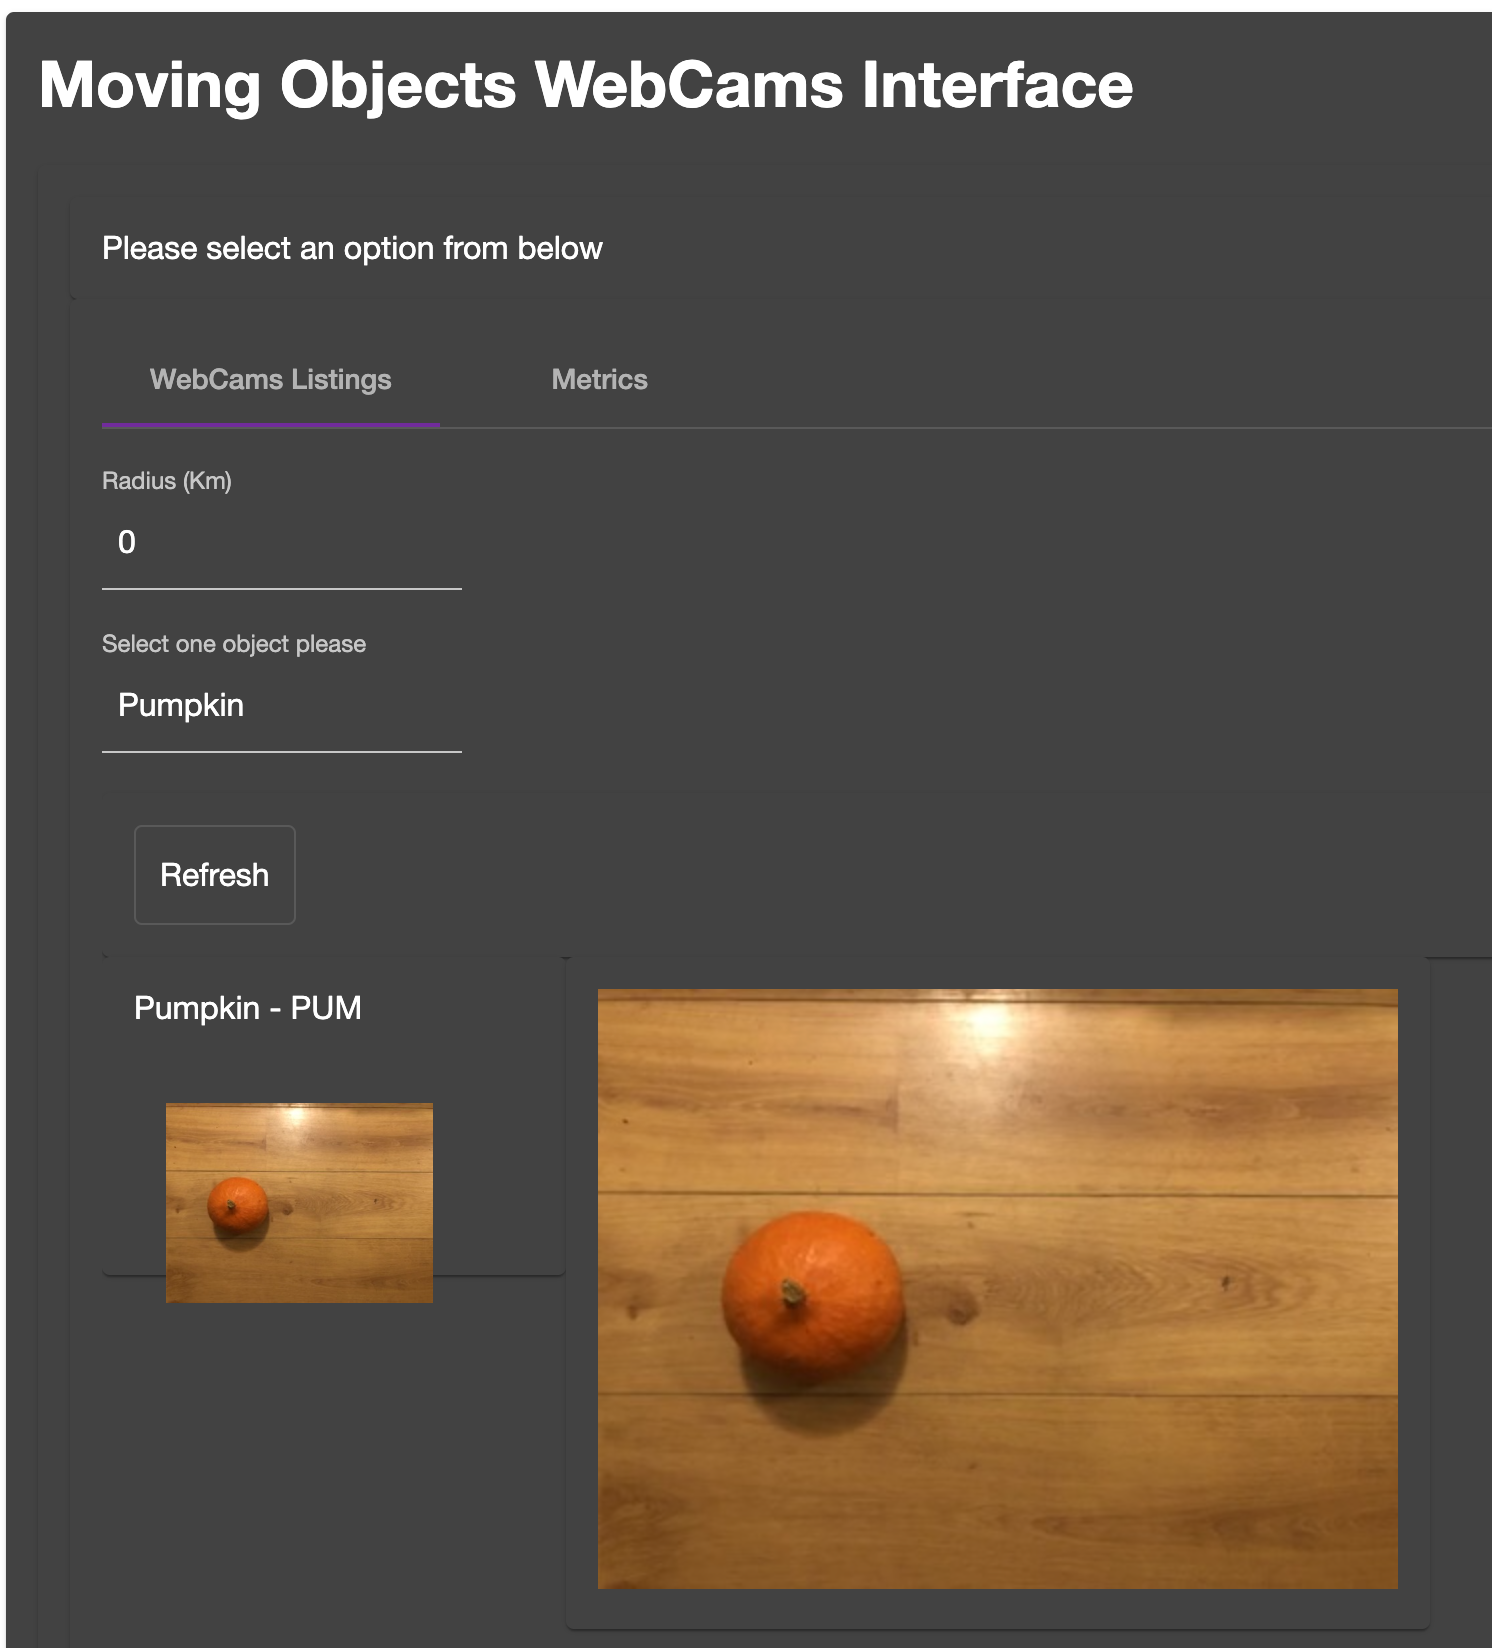 Moving Objects WebCams Interface
Please select an option from below
WebCams Listings
Metrics
Radius (Km)
0
Select one object please
Pumpkin
Refresh
Pumpkin - PUM